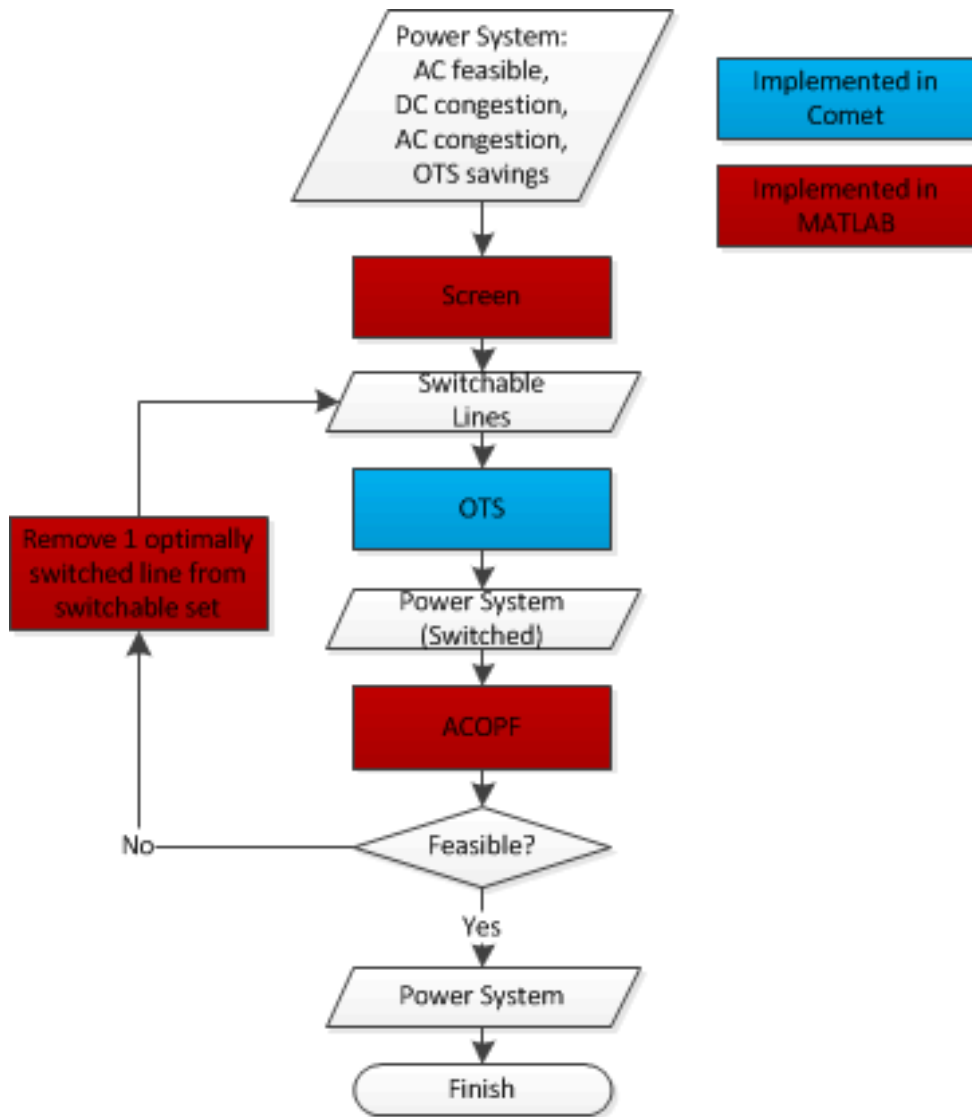 Power System:
AC feasible,
DC congestion,
AC congestion,
OTS savings
Implemented in
Comet
Implemented in
MATLAB
Screen
Switchable
Lines
OTS
Remove 1 optimally
switched line from
switchable set
Power System
(Switched)
ACOPF
Feasible?
No
Yes
Power System
Finish